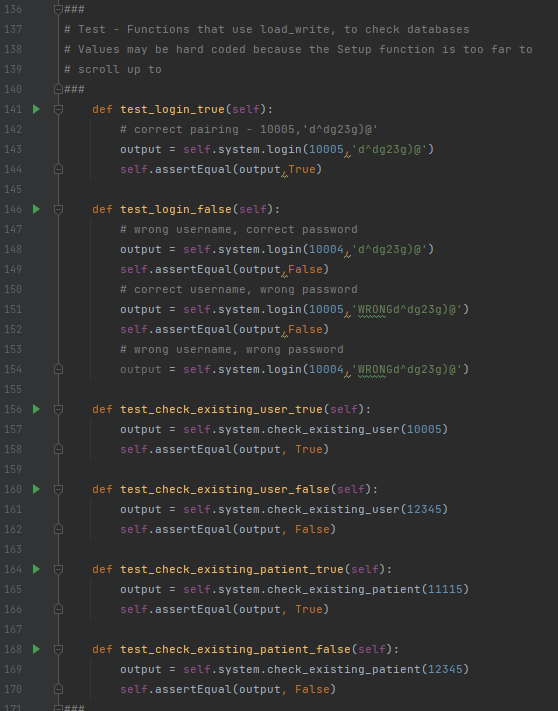 136 ###
137 # Test - Functions that use load_write, to check databases
138 # Values may be hard coded because the Setup function is too far to
139 # scroll up to
140 ###
141     def test_login_true(self):
142         # correct pairing - 10005,'d^dg23g)@'
143         output = self.system.login(10005,'d^dg23g)@')
144         self.assertEqual(output,True)
145
146     def test_login_false(self):
147         # wrong username, correct password
148         output = self.system.login(10004,'d^dg23g)@')
149         self.assertEqual(output,False)
150         # correct username, wrong password
151         output = self.system.login(10005,'WRONGd^dg23g)@')
152         self.assertEqual(output,False)
153         # wrong username, wrong password
154         output = self.system.login(10004,'WRONGd^dg23g)@')
155
156     def test_check_existing_user_true(self):
157         output = self.system.check_existing_user(10005)
158         self.assertEqual(output, True)
159
160     def test_check_existing_user_false(self):
161         output = self.system.check_existing_user(12345)
162         self.assertEqual(output, False)
163
164     def test_check_existing_patient_true(self):
165         output = self.system.check_existing_patient(11115)
166         self.assertEqual(output, True)
167
168     def test_check_existing_patient_false(self):
169         output = self.system.check_existing_patient(12345)
170         self.assertEqual(output, False)
171 ###